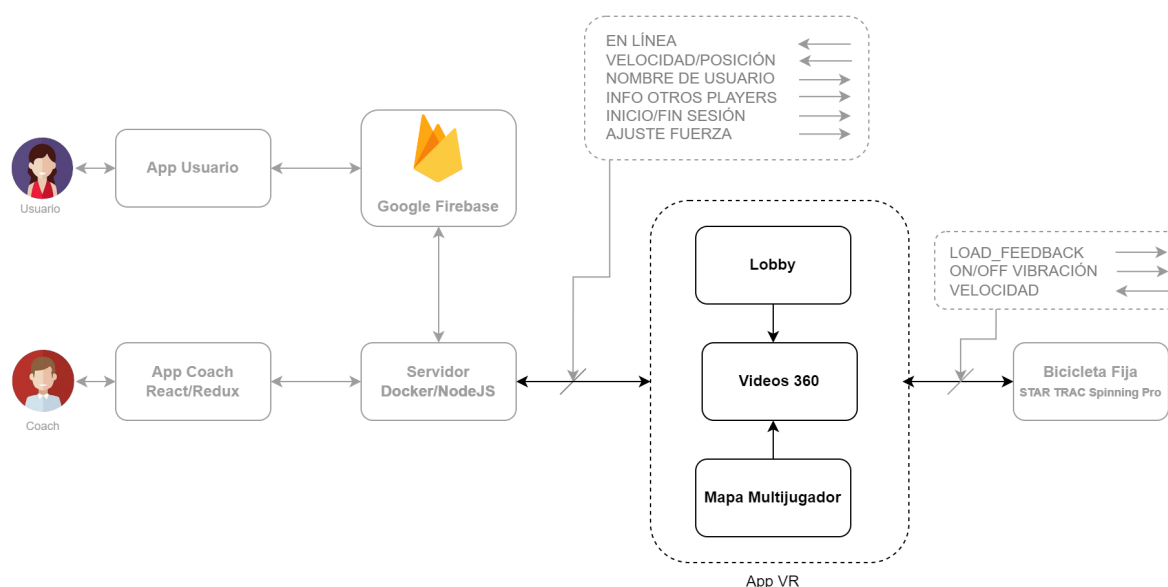 EN LÍNEA
VELOCIDAD/POSICIÓN
NOMBRE DE USUARIO
INFO OTROS PLAYERS
INICIO/FIN SESIÓN
AJUSTE FUERZA
App Usuario
Usuario
Google Firebase
Lobby
LOAD_FEEDBACK
ON/OFF VIBRACIÓN
VELOCIDAD
App Coach
React/Redux
Coach
Servidor
Docker/NodeJS
Videos 360
Bicicleta Fija
STAR TRAC Spinning Pro
Mapa Multijugador
App VR